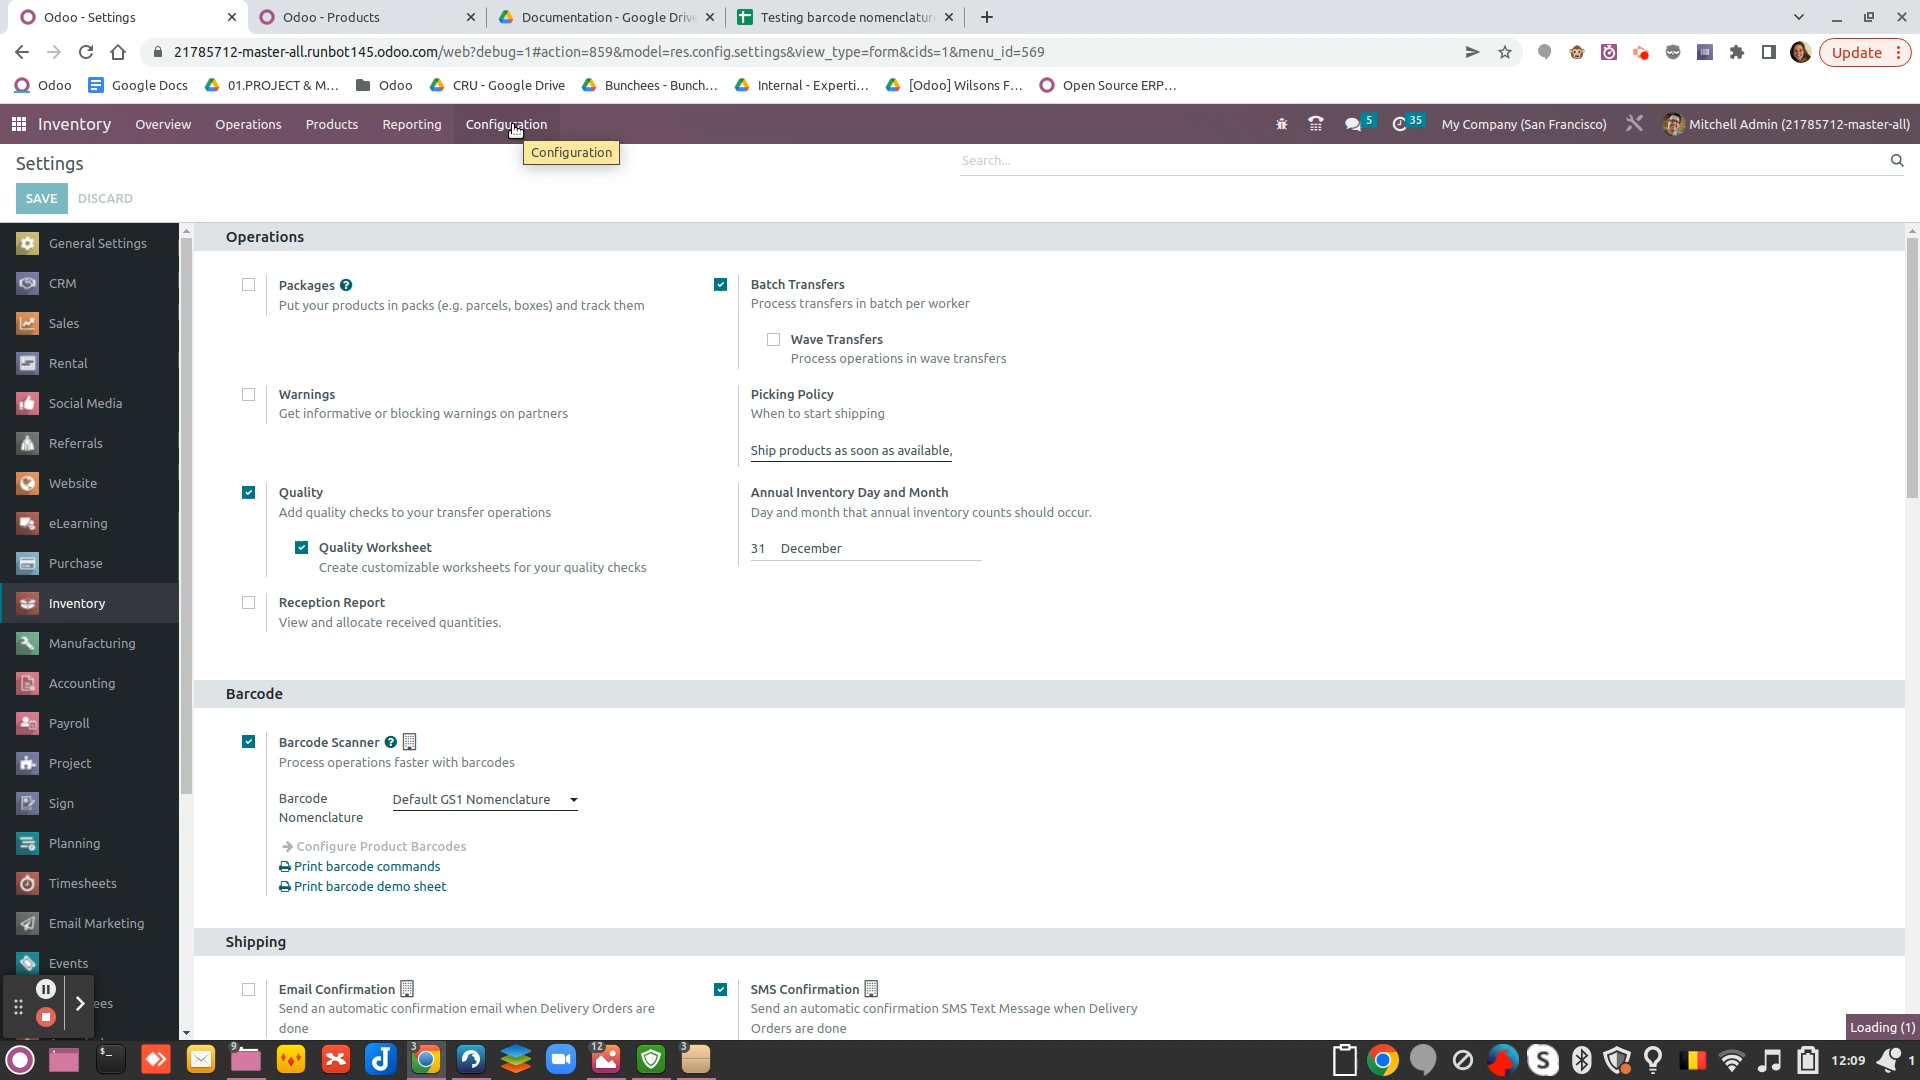 Odoo - Settings
Odoo - Products
Documentation - Google Drive
Testing barcode nomenclature
21785712-master-all.runbot145.odoo.com/web?debug=1#action=859&model=res.config.settings&view_type=form&cids=1&menu_id=569
Update
Odoo
Google Docs
01.PROJECT & M...
Odoo
CRU - Google Drive
Bunchees - Bunch...
Internal - Experti...
[Odoo] Wilsons F...
Open Source ERP...
Inventory
Overview
Operations
Products
Reporting
Configuration
5
35
My Company (San Francisco)
Mitchell Admin (21785712-master-all)
Configuration
Settings
Search...
SAVE
DISCARD
General Settings
CRM
Sales
Rental
Social Media
Referrals
Website
eLearning
Purchase
Inventory
Manufacturing
Accounting
Payroll
Project
Sign
Planning
Timesheets
Email Marketing
Events
ees
Operations
Packages ?
Put your products in packs (e.g. parcels, boxes) and track them
Batch Transfers
Process transfers in batch per worker
Wave Transfers
Process operations in wave transfers
Warnings
Get informative or blocking warnings on partners
Picking Policy
When to start shipping
Ship products as soon as available,
Quality
Add quality checks to your transfer operations
Quality Worksheet
Create customizable worksheets for your quality checks
Annual Inventory Day and Month
Day and month that annual inventory counts should occur.
31 December
Reception Report
View and allocate received quantities.
Barcode
Barcode Scanner ?
Process operations faster with barcodes
Barcode
Nomenclature
Default GS1 Nomenclature
Configure Product Barcodes
Print barcode commands
Print barcode demo sheet
Shipping
Email Confirmation
Send an automatic confirmation email when Delivery Orders are
done
SMS Confirmation
Send an automatic confirmation SMS Text Message when Delivery
Orders are done
Loading (1)
9
3
12
3
12:09
1